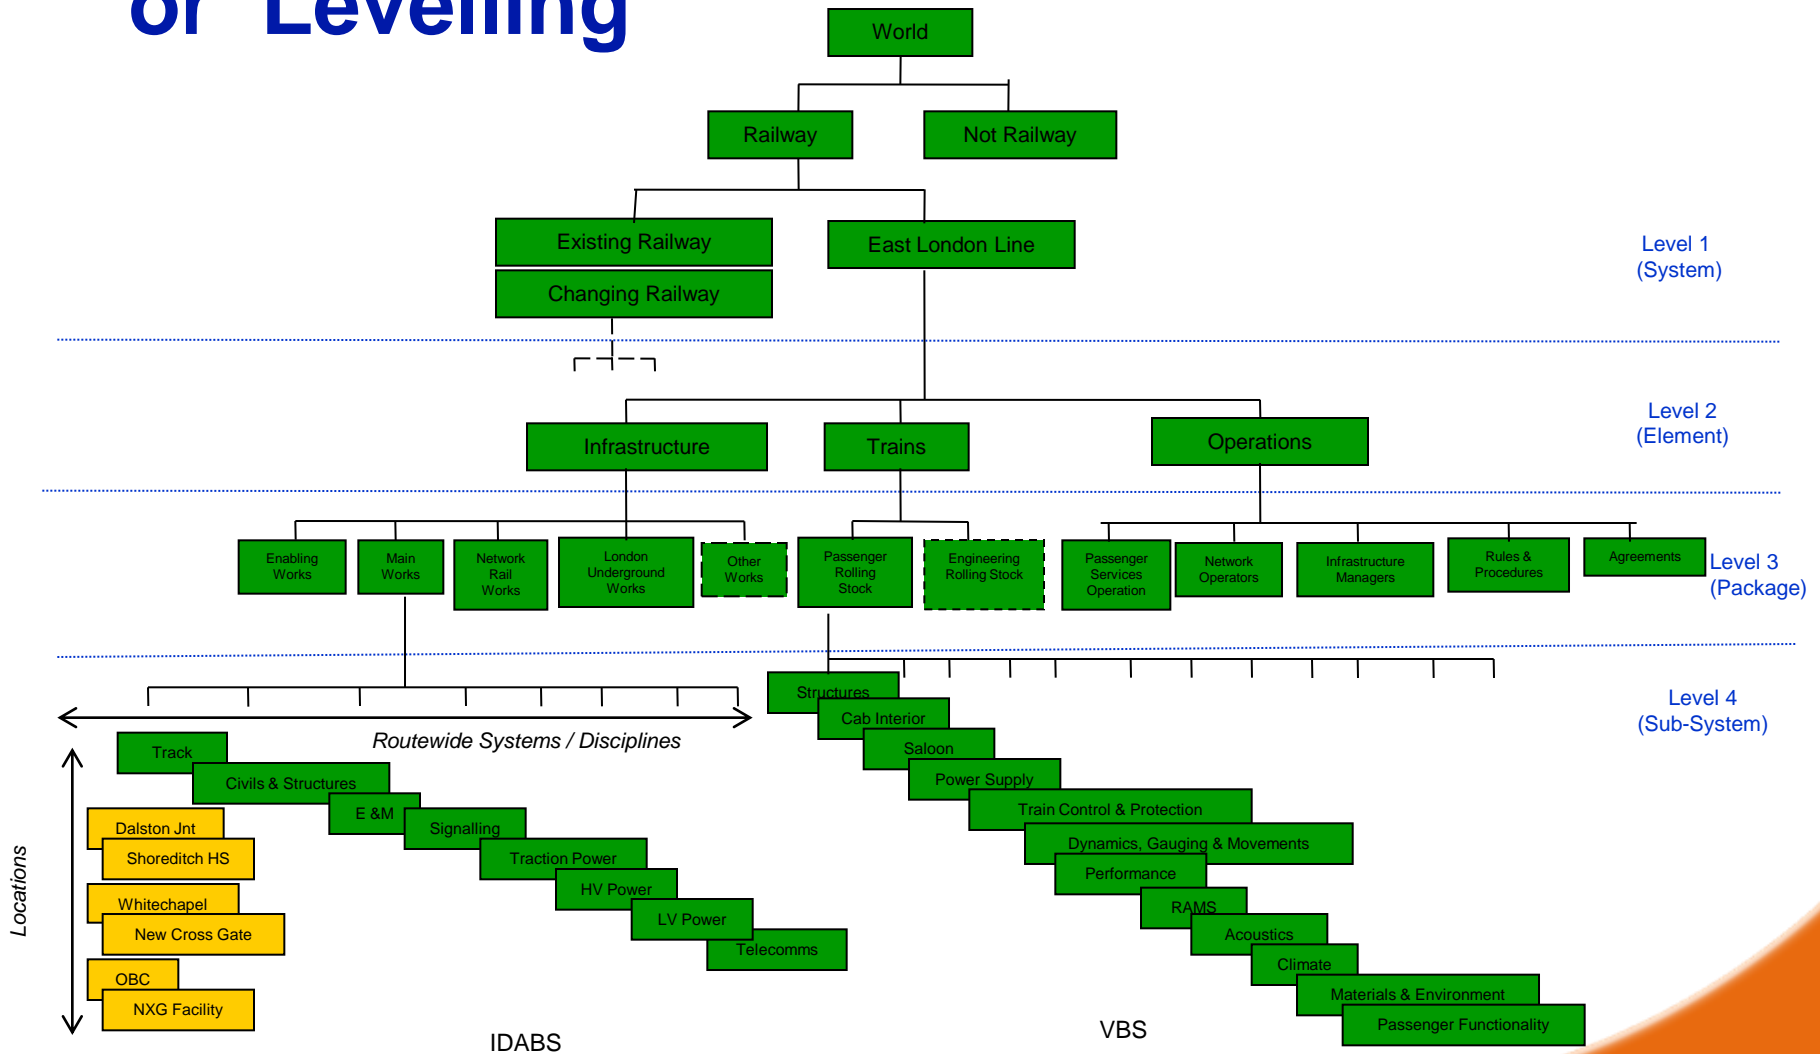 or 'Levelling'
World
Railway
Not Railway
Existing Railway
East London Line
Changing Railway
Level 1
(System)
Infrastructure
Trains
Operations
Level 2
(Element)
Enabling
Works
Main
Works
Network
Rail
Works
London
Underground
Works
Other
Works
Passenger
Rolling
Stock
Engineering
Rolling Stock
Passenger
Services
Operation
Network
Operators
Infrastructure
Managers
Rules &
Procedures
Agreements
Level 3
(Package)
Level 4
(Sub-System)
Routewide Systems / Disciplines
Locations
Track
Civils & Structures
E &M
Signalling
Traction Power
HV Power
LV Power
Telecomms
Dalston Jnt
Shoreditch HS
Whitechapel
New Cross Gate
OBC
NXG Facility
IDABS
Structures
Cab Interior
Saloon
Power Supply
Train Control & Protection
Dynamics, Gauging & Movements
Performance
RAMS
Acoustics
Climate
Materials & Environment
Passenger Functionality
VBS